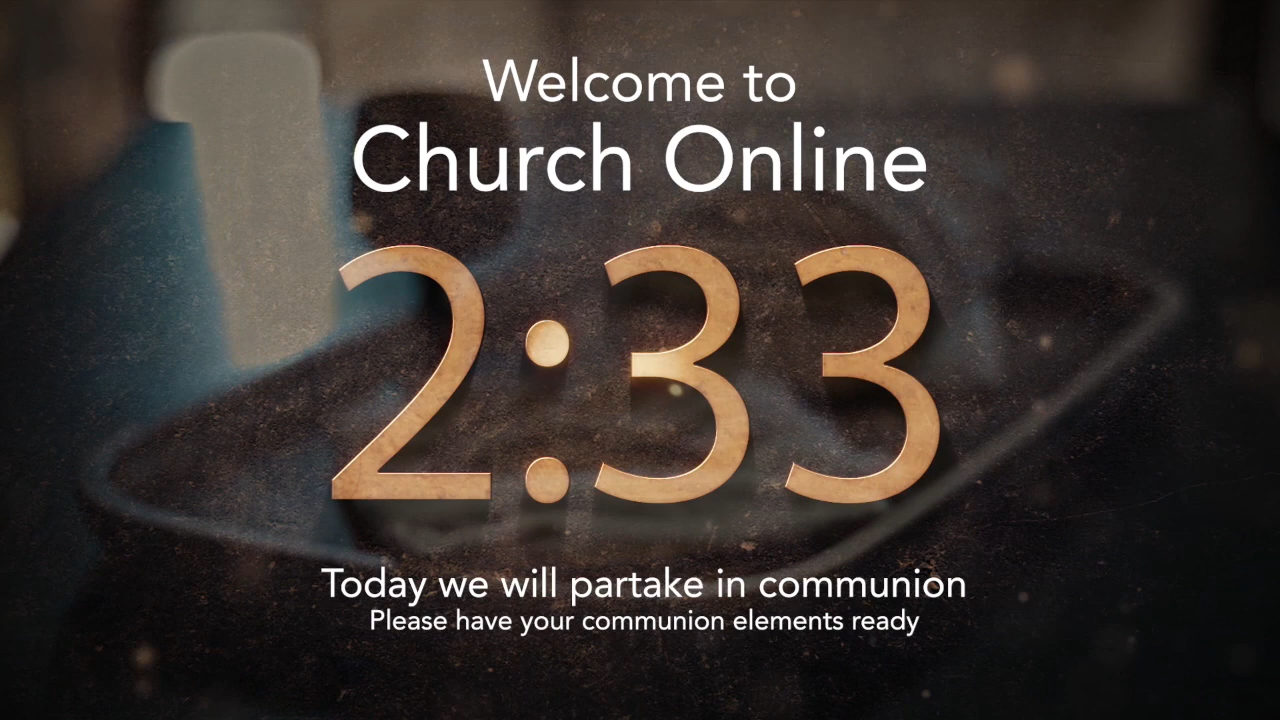 Welcome to
Church Online
2:33
Today we will partake in communion
Please have your communion elements ready